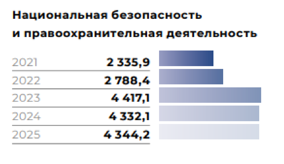 Национальная безопасность
и правоохранительная деятельность
2021 2 335,9
2022 2 788,4
2023 4 417,1
2024 4 332,1
2025 4 344,2